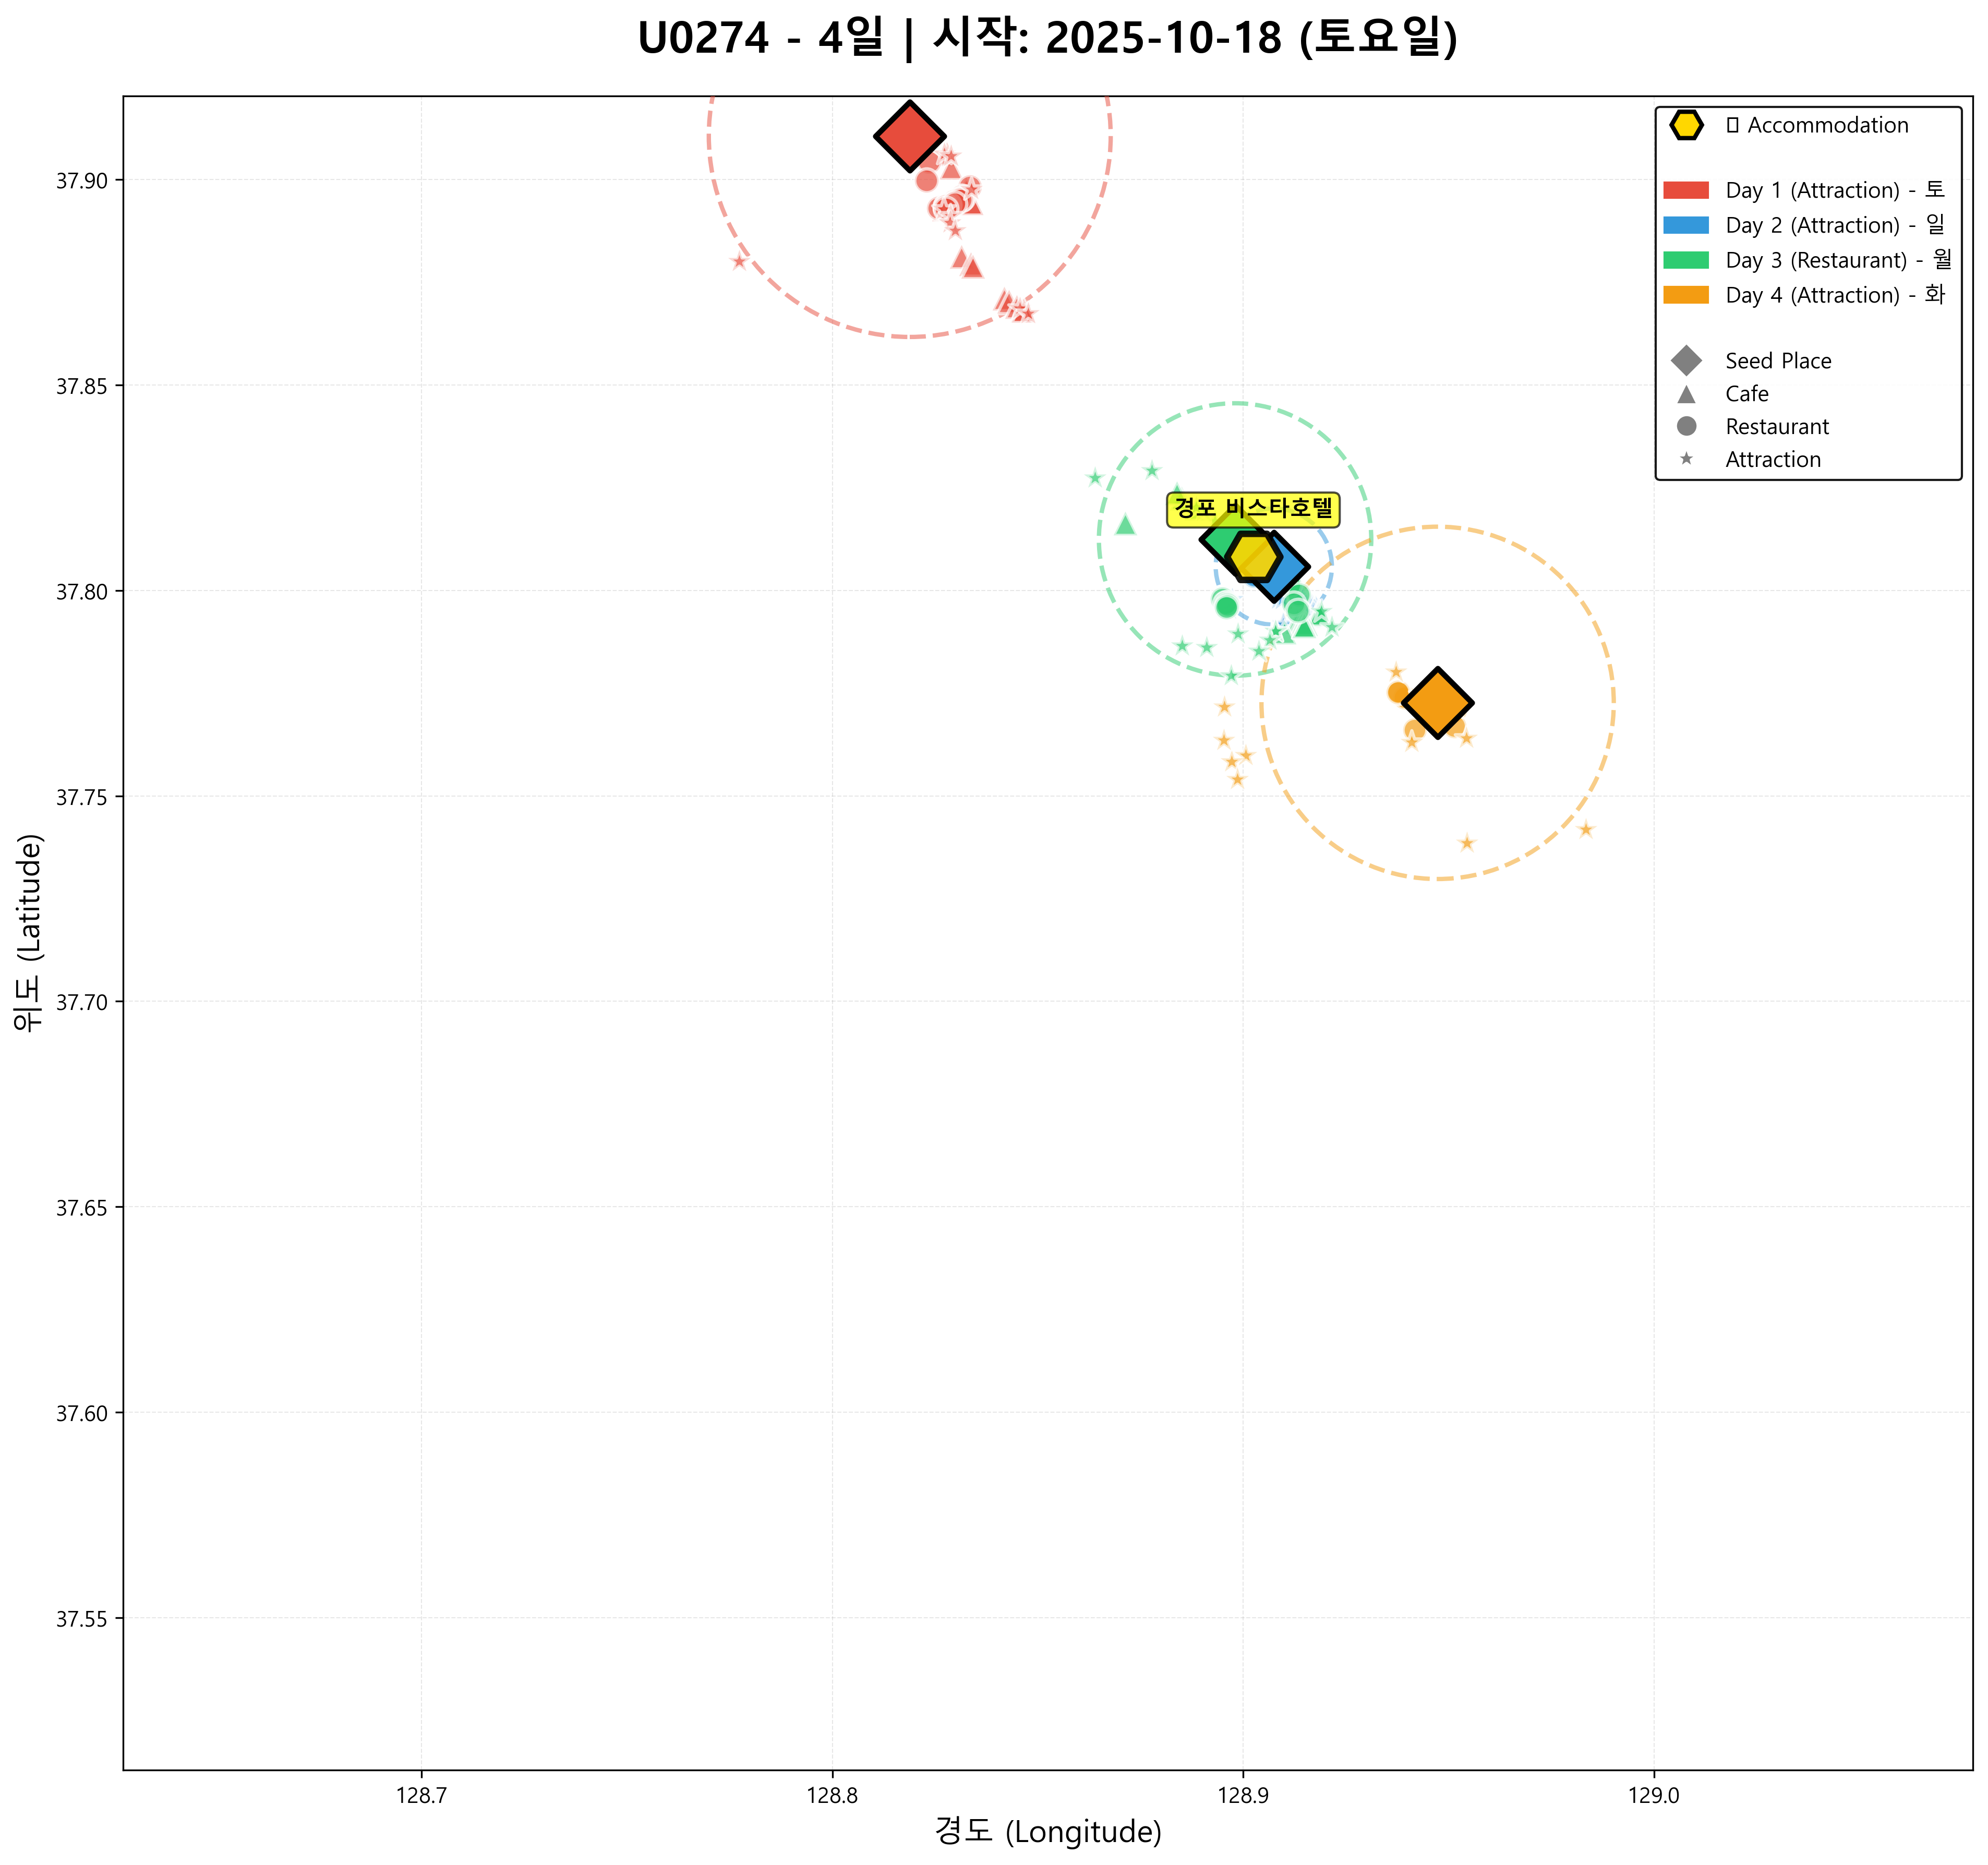 U0274 - 4일 | 시작: 2025-10-18 (토요일)
▯ Accommodation
Day 1 (Attraction) - 토
Day 2 (Attraction) - 일
Day 3 (Restaurant) - 월
Day 4 (Attraction) - 화
Seed Place
Cafe
Restaurant
Attraction
경포 비스타호텔
37.90
37.85
37.80
37.75
37.70
37.65
37.60
37.55
위도 (Latitude)
128.7
128.8
128.9
129.0
경도 (Longitude)